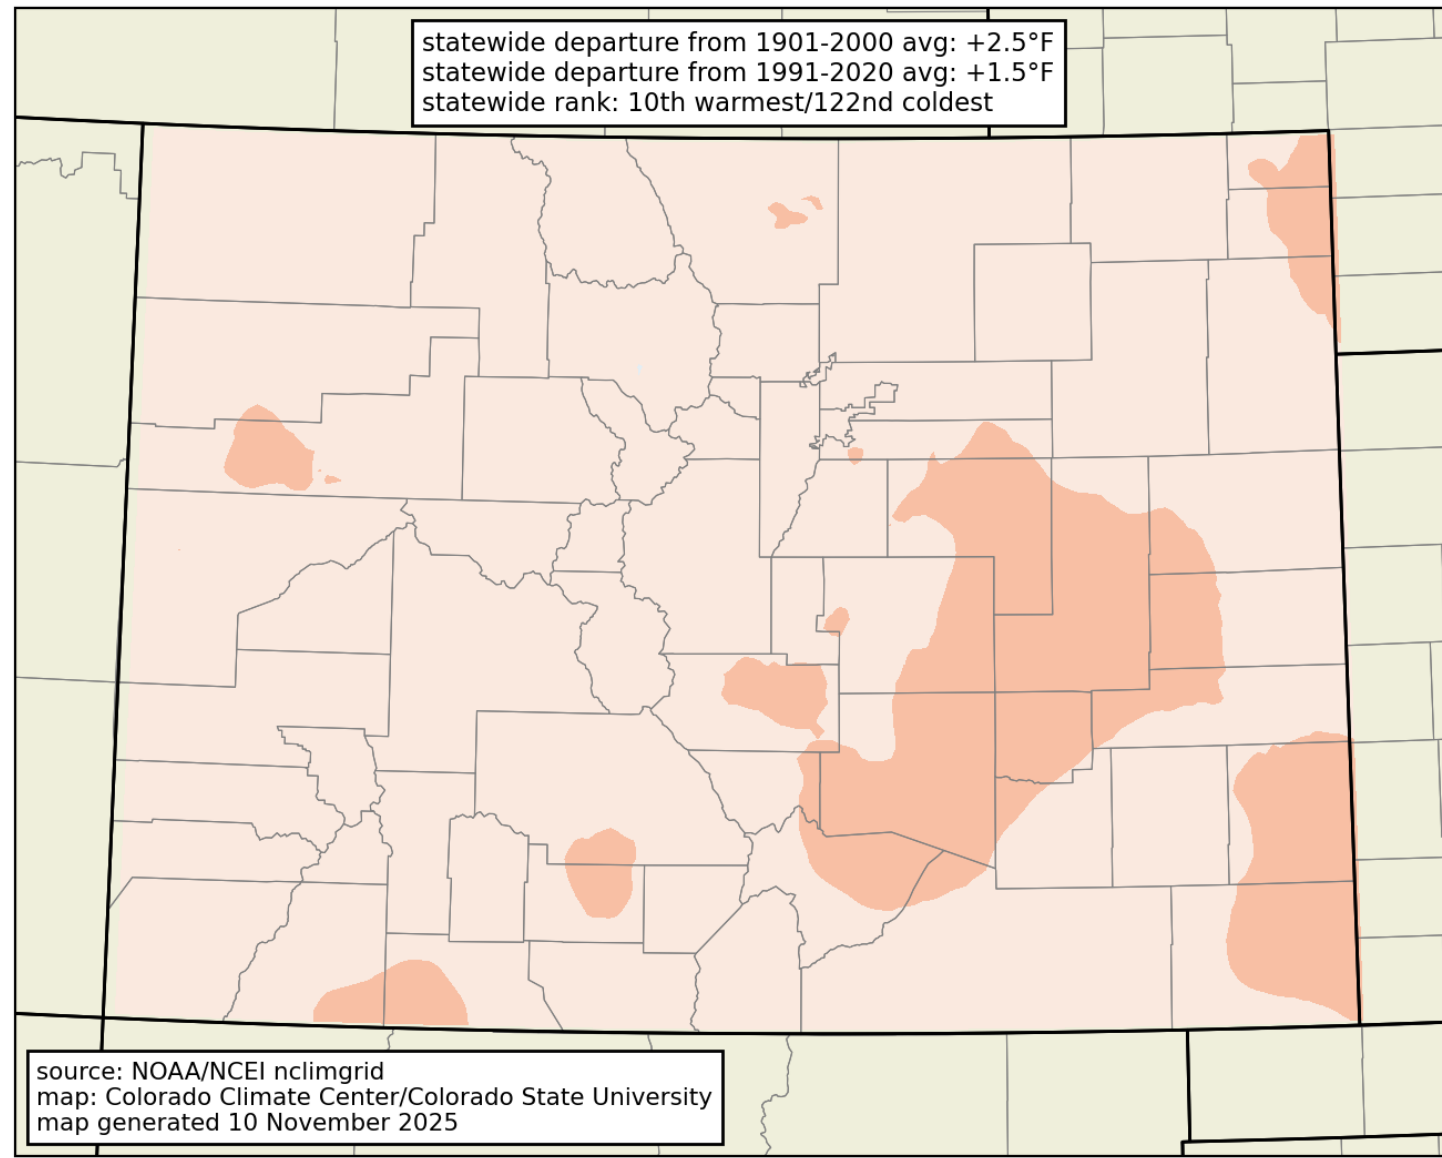 statewide departure from 1901-2000 avg: +2.5°F
statewide departure from 1991-2020 avg: +1.5°F
statewide rank: 10th warmest/122nd coldest
source: NOAA/NCEI nclimgrid
map: Colorado Climate Center/Colorado State University
map generated 10 November 2025